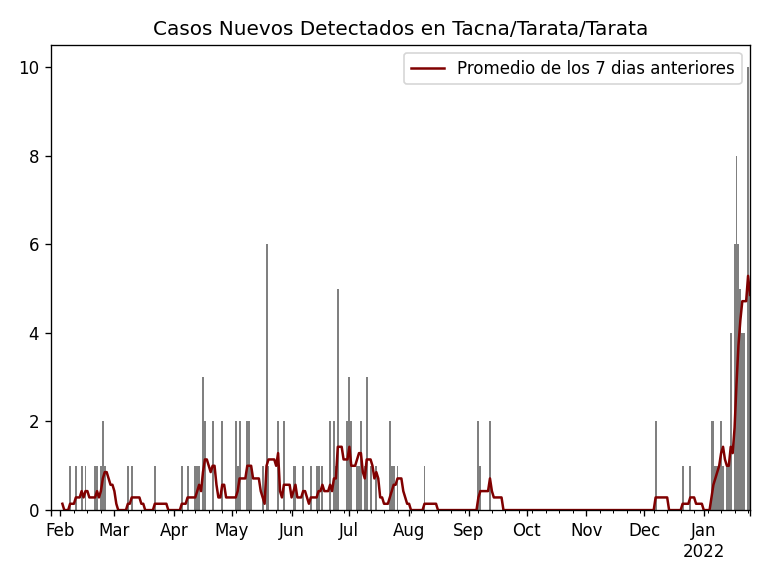 Casos Nuevos Detectados en Tacna/Tarata/Tarata
Promedio de los 7 dias anteriores
10
8
6
4
2
0
Feb Mar Apr May Jun Jul Aug Sep Oct Nov Dec Jan
2022